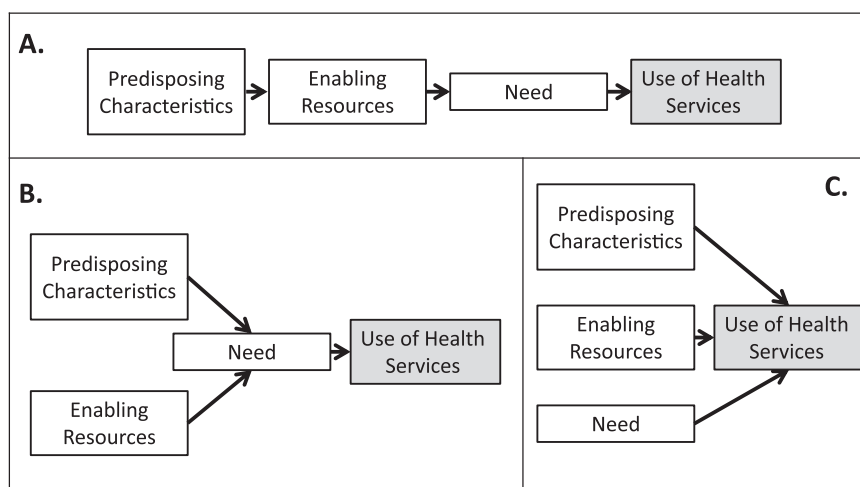 A.
Predisposing
Characteristics
Enabling
Resources
Need
Use of Health
Services
B.
Predisposing
Characteristics
Enabling
Resources
Need
Use of Health
Services
C.
Predisposing
Characteristics
Enabling
Resources
Need
Use of Health
Services